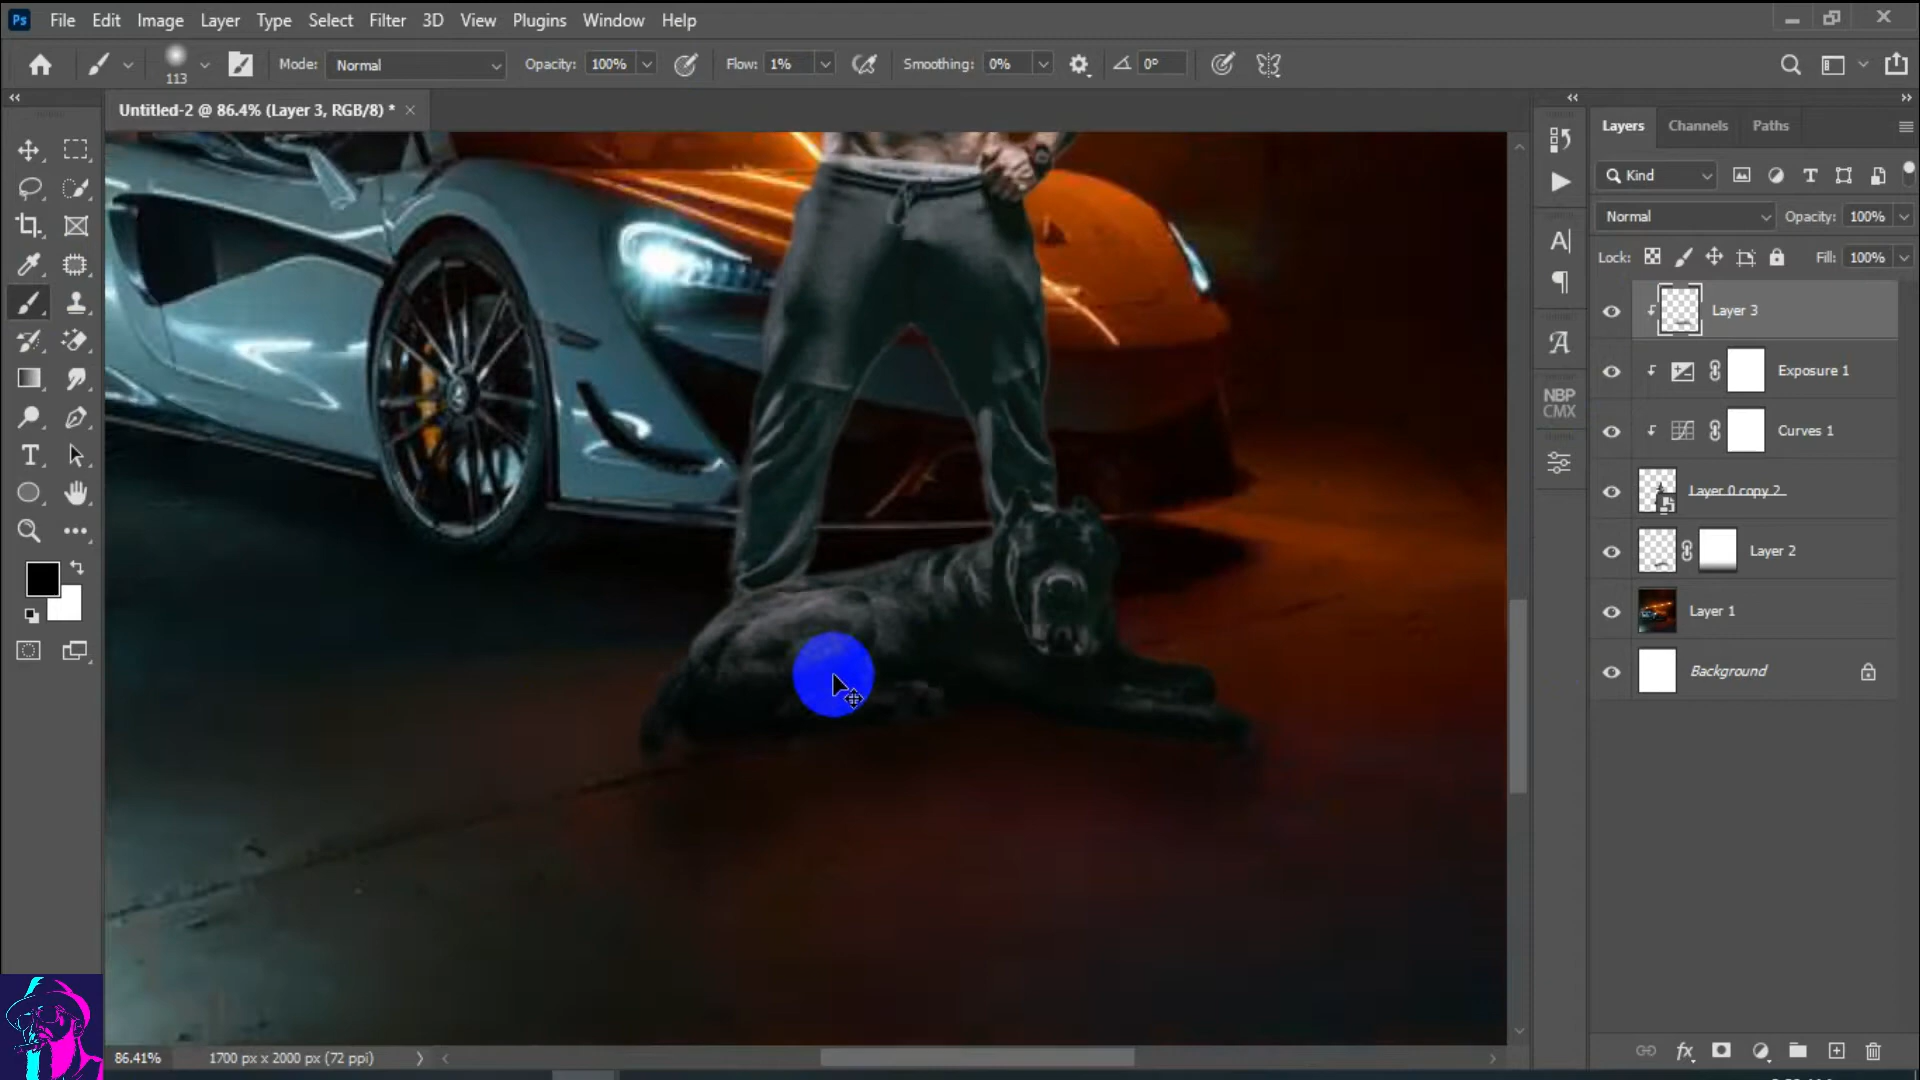 Ps File Edit Image Layer Type Select Filter 3D View Plugins Window Help
113 Mode: Normal Opacity: 100% Flow: 1% Smoothing: 0% 0°
Untitled-2 @ 86.4% (Layer 3, RGB/8) *
Layers Channels Paths
Kind
Normal Opacity: 100%
Lock: Fill: 100%
Layer 3
Exposure 1
Curves 1
Layer 0 copy 2
Layer 2
Layer 1
Background
NBP
CMX
86.41% 1700 px x 2000 px (72 ppi)